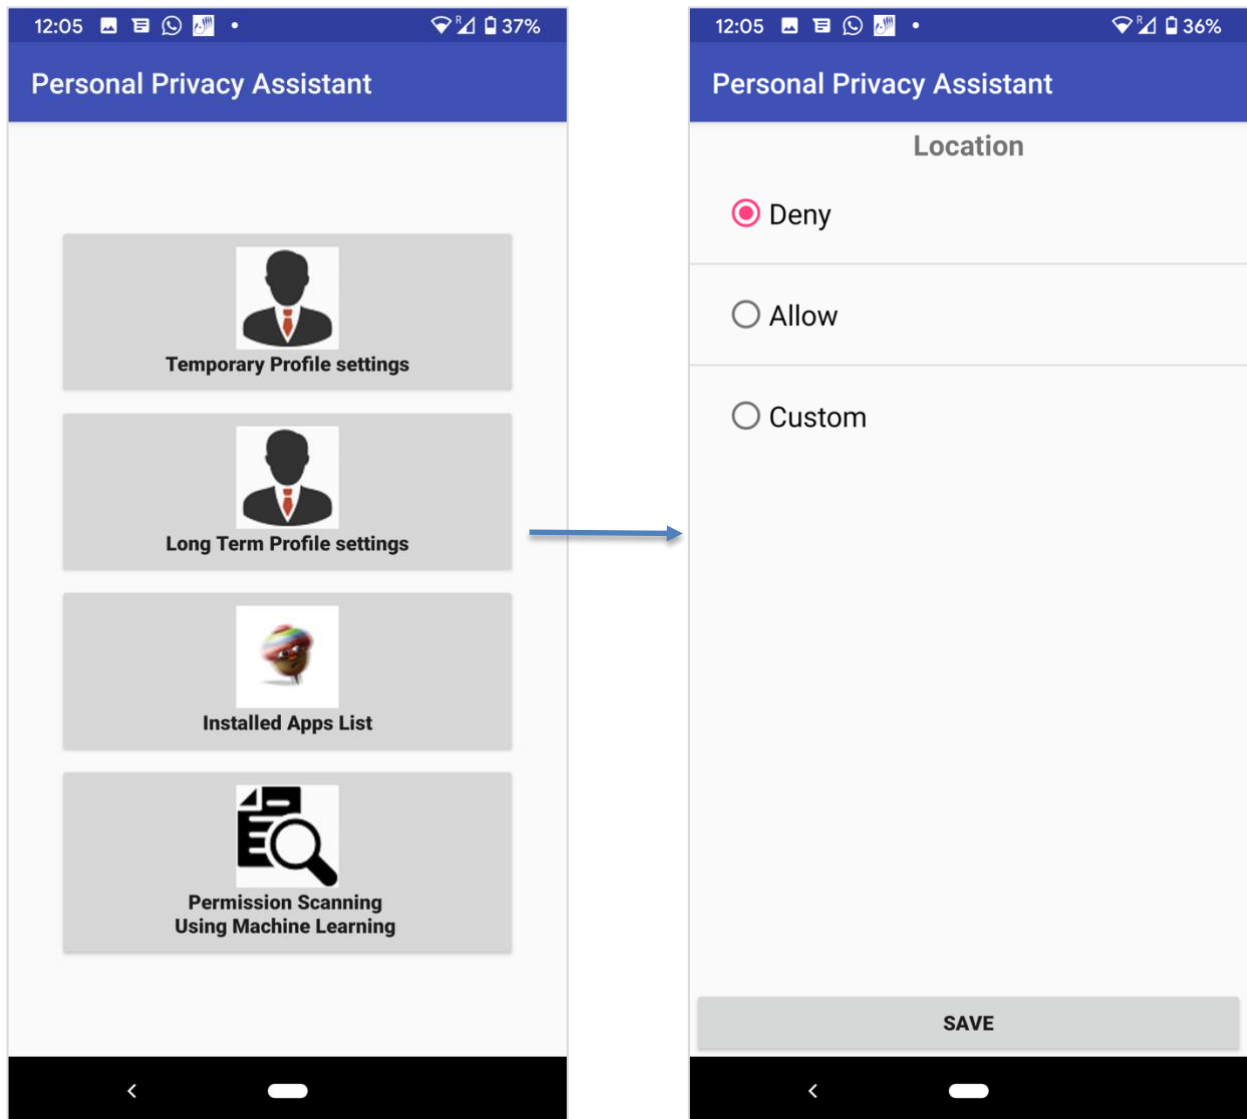 12:05 R 37%
Personal Privacy Assistant
Temporary Profile settings
Long Term Profile settings
Installed Apps List
Permission Scanning
Using Machine Learning
12:05 R 36%
Personal Privacy Assistant
Location
Deny
Allow
Custom
SAVE